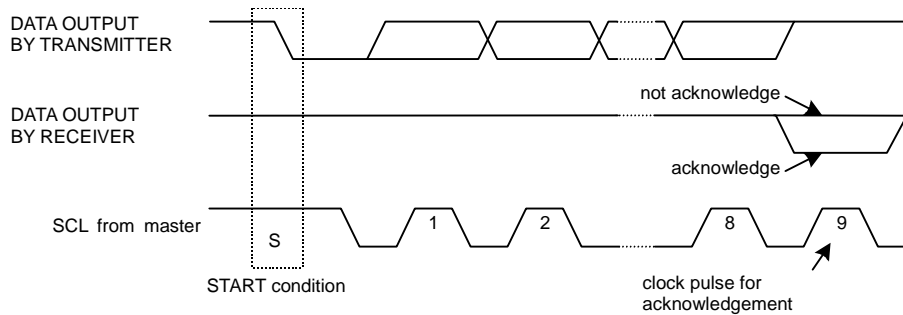 DATA OUTPUT
BY TRANSMITTER
not acknowledge
DATA OUTPUT
BY RECEIVER
acknowledge
SCL from master
S
1
2
8
9
START condition
clock pulse for
acknowledgement